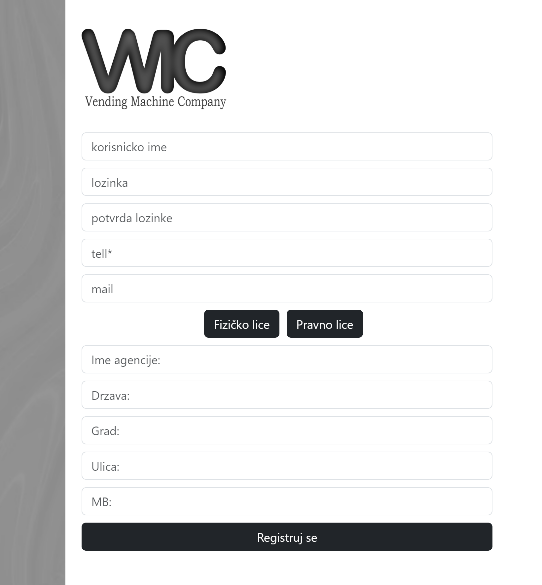 WIC
Vending Machine Company
korisnicko ime
lozinka
potvrda lozinke
tell*
mail
Fizičko lice Pravno lice
Ime agencije:
Drzava:
Grad:
Ulica:
MB:
Registruj se